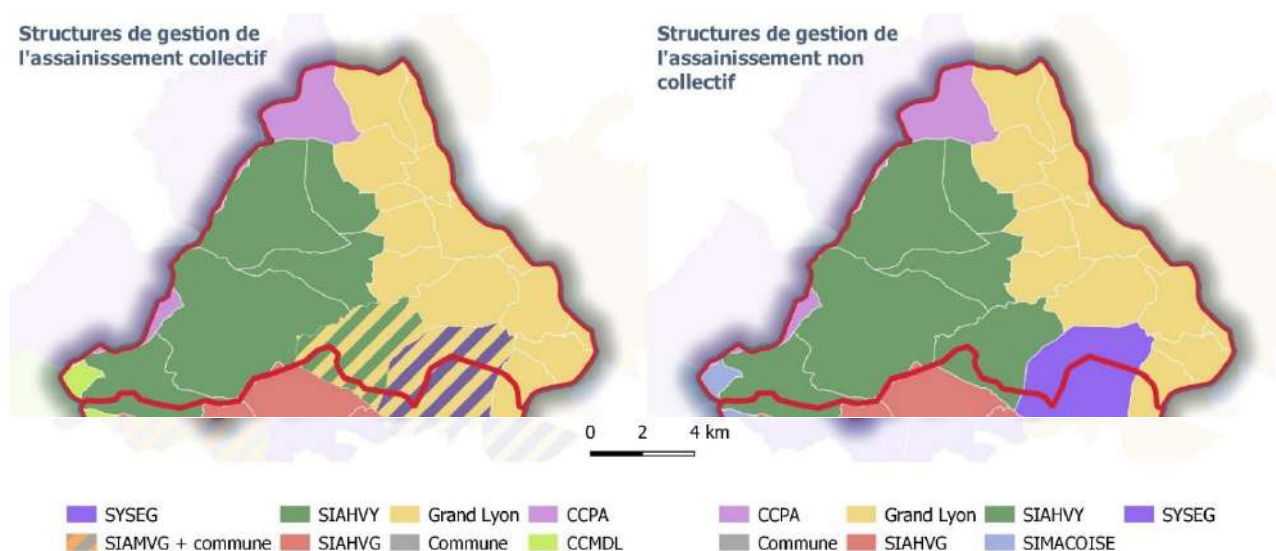 Structures de gestion de
l'assainissement collectif
Structures de gestion de
l'assainissement non
collectif
0 2 4 km
SYSEG SIAHVY Grand Lyon CCPA
SIAMVG + commune SIAHVG Commune CCMDL
CCPA Grand Lyon SIAHVY SYSEG
Commune SIAHVG SIMACOISE